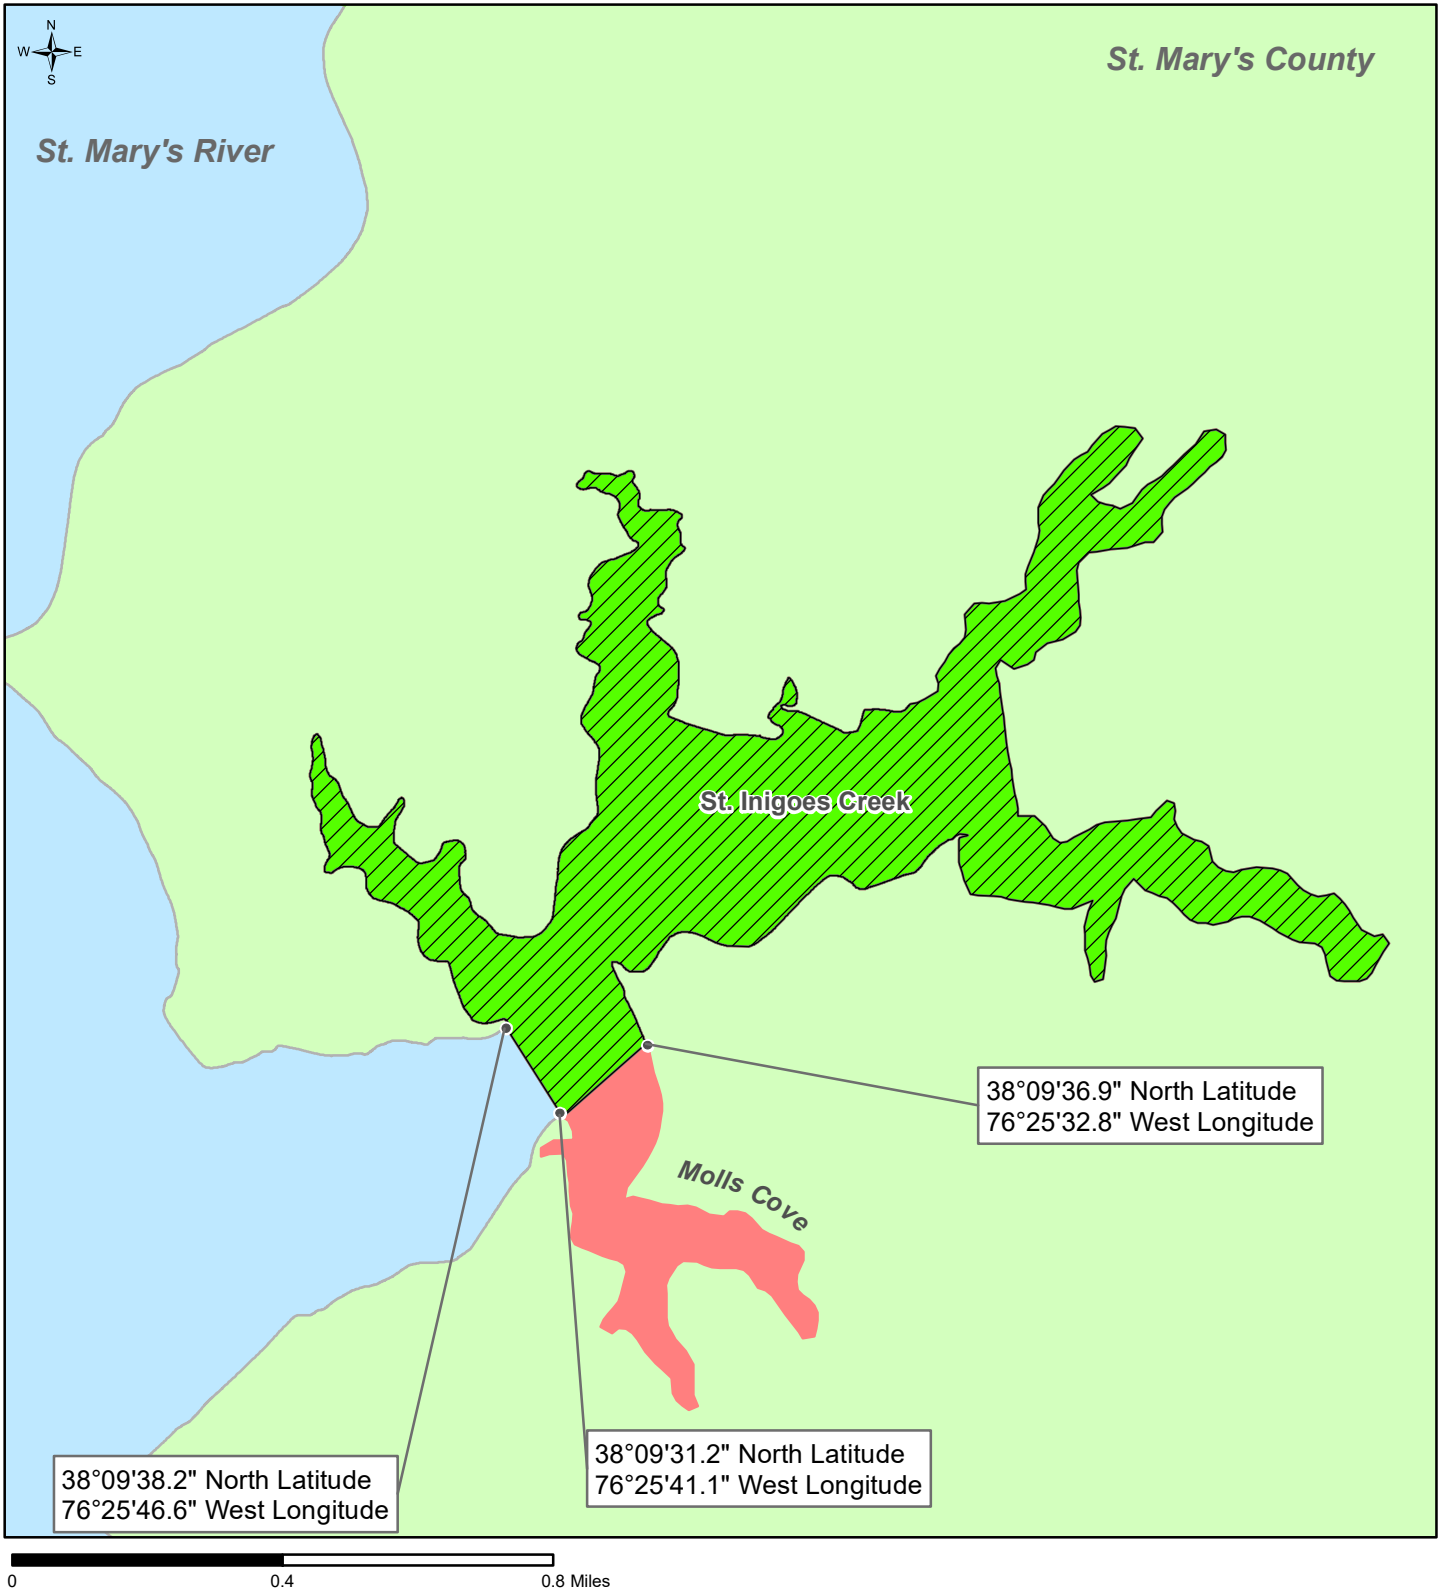 N
W E
S
St. Mary's County
St. Mary's River
St. Inigoes Creek
38°09'36.9" North Latitude
76°25'32.8" West Longitude
Molls Cove
38°09'31.2" North Latitude
76°25'41.1" West Longitude
38°09'38.2" North Latitude
76°25'46.6" West Longitude
0 0.4 0.8 Miles